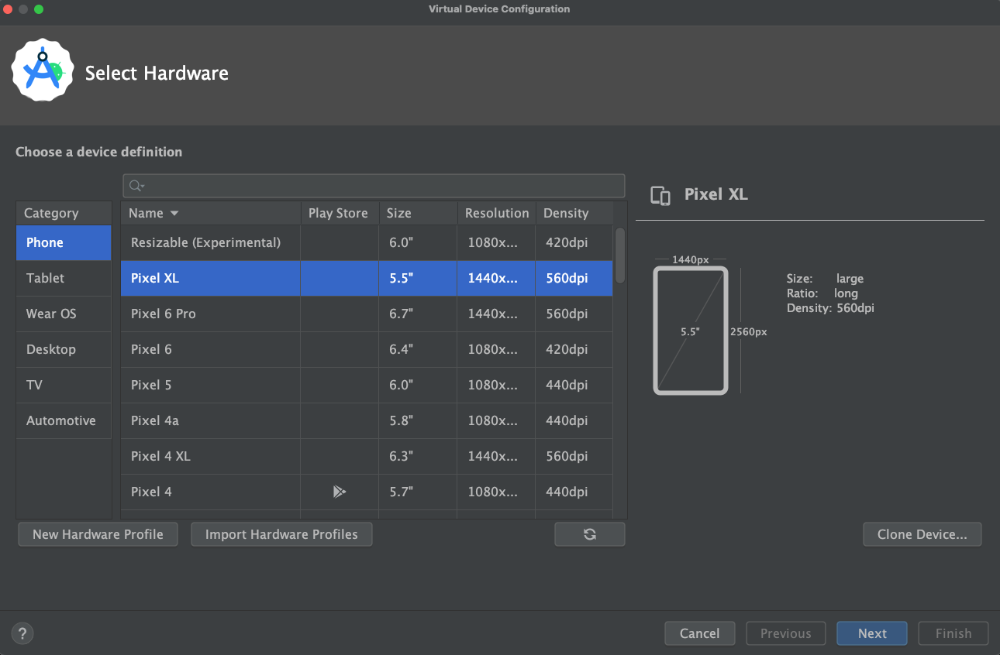 Virtual Device Configuration
Select Hardware
Choose a device definition
Category
Phone
Tablet
Wear OS
Desktop
TV
Automotive
Name Play Store Size Resolution Density
Resizable (Experimental) 6.0" 1080x... 420dpi
Pixel XL 5.5" 1440x... 560dpi
Pixel 6 Pro 6.7" 1440x... 560dpi
Pixel 6 6.4" 1080x... 420dpi
Pixel 5 6.0" 1080x... 440dpi
Pixel 4a 5.8" 1080x... 440dpi
Pixel 4 XL 6.3" 1440x... 560dpi
Pixel 4 5.7" 1080x... 440dpi
Pixel XL
1440px
5.5"
2560px
Size: large
Ratio: long
Density: 560dpi
New Hardware Profile Import Hardware Profiles Clone Device...
? Cancel Previous Next Finish